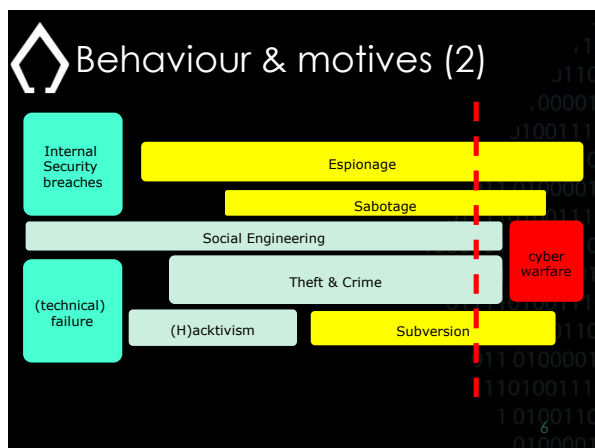 Behaviour & motives (2)
Internal
Security
breaches
Espionage
Sabotage
Social Engineering
cyber
warfare
Theft & Crime
(technical)
failure
(H)acktivism
Subversion
6